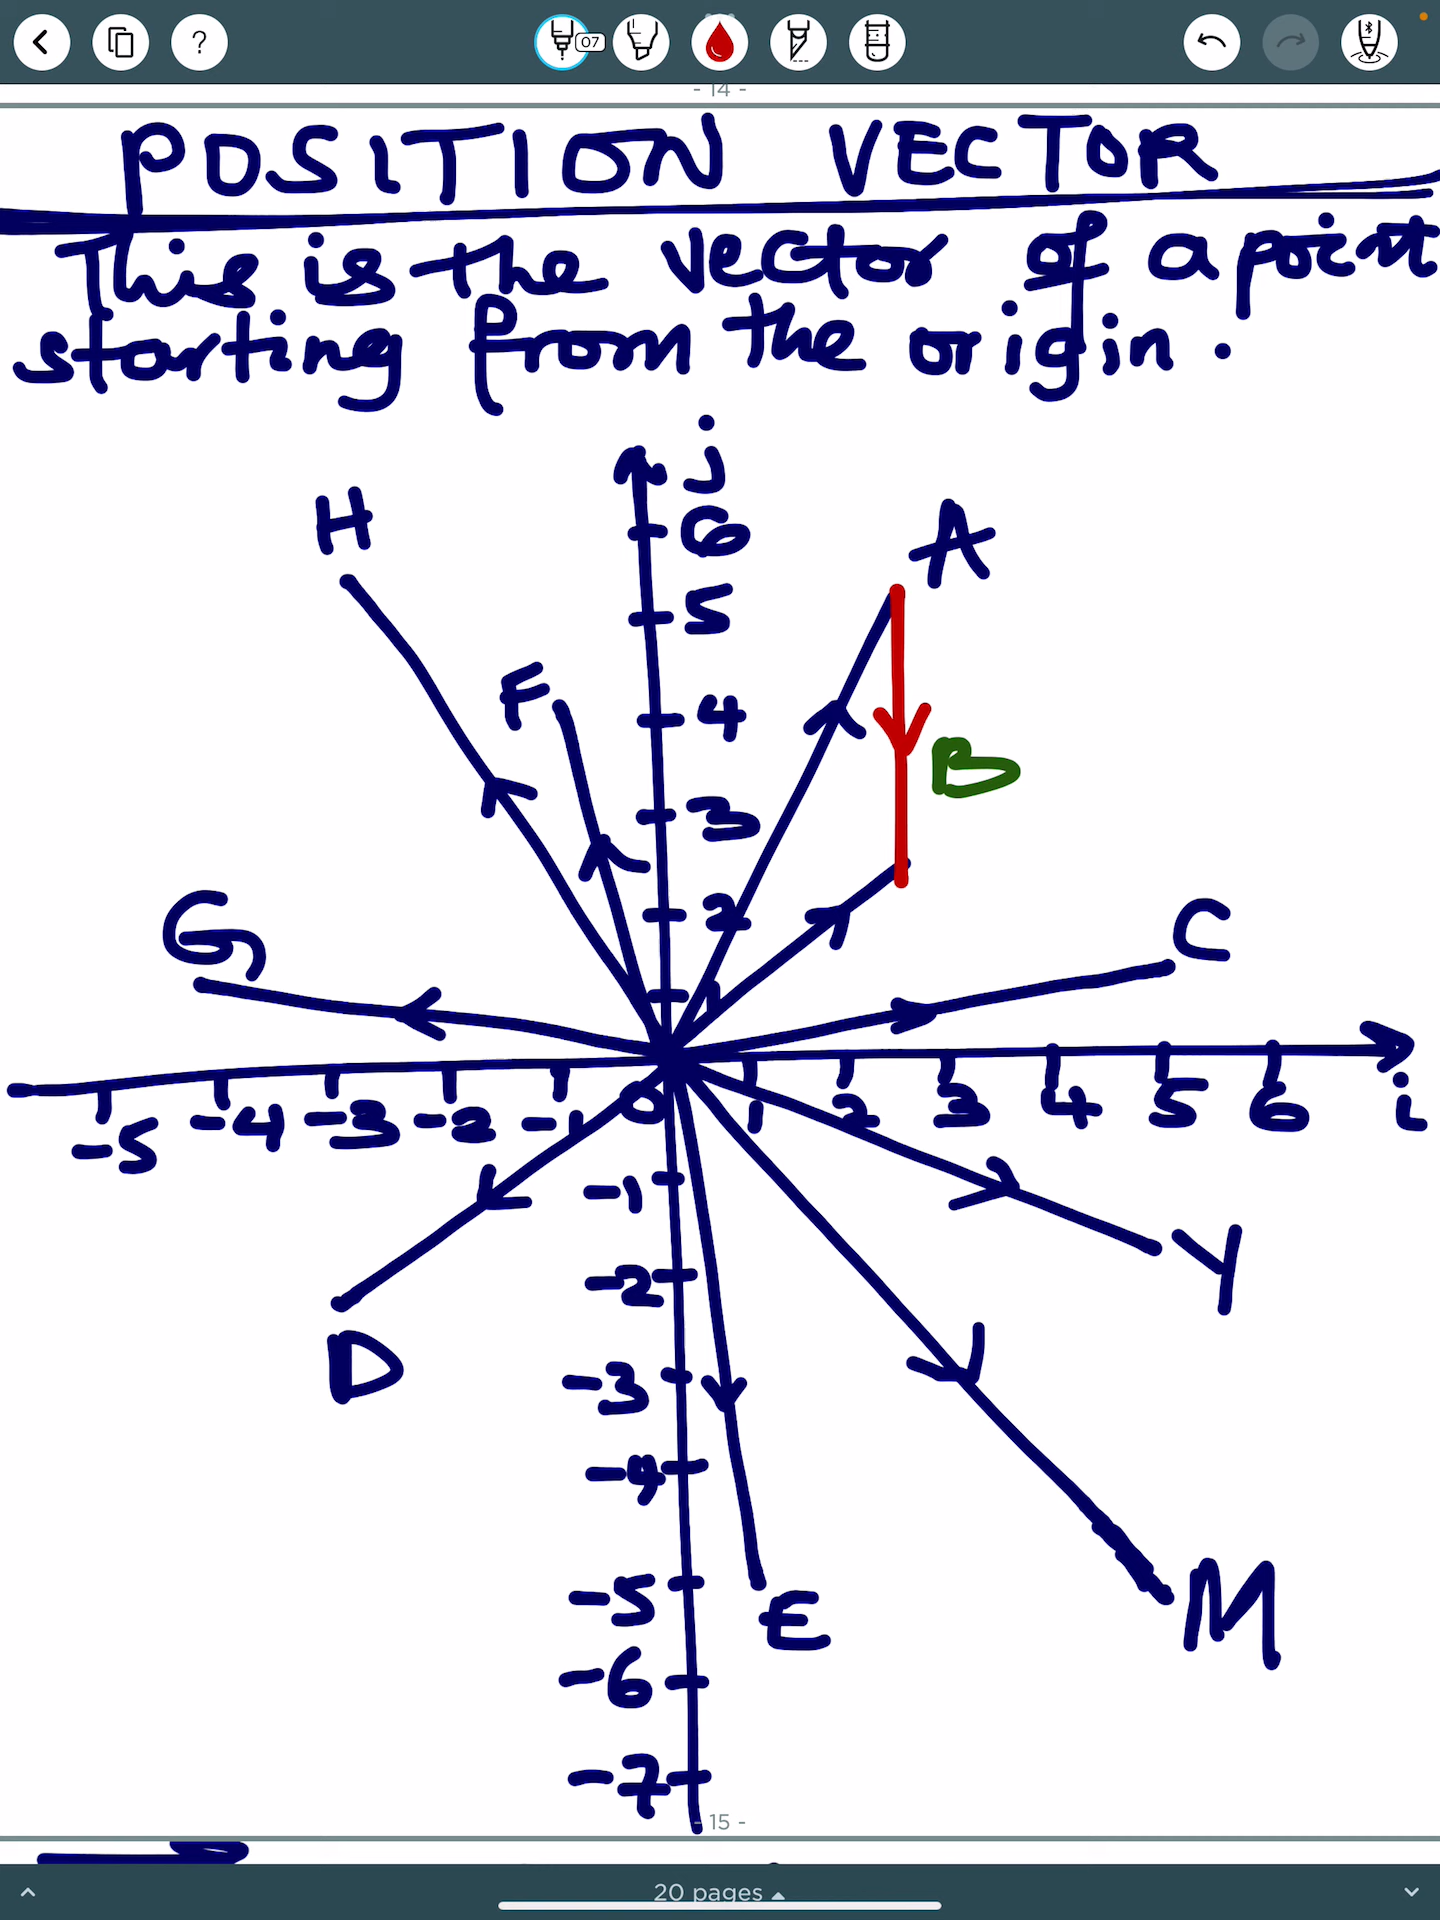 07
?
- 14 -
POSITION VECTOR
This is the vector of a point
starting from the origin.
j
H
6
A
5
F
4
B
3
G
2
C
1
0
-5 -4 -3 -2 -1 1 2 3 4 5 6 i
-1
Y
-2
D
-3
-4
-5
E
M
-6
-7
- 15 -
20 pages